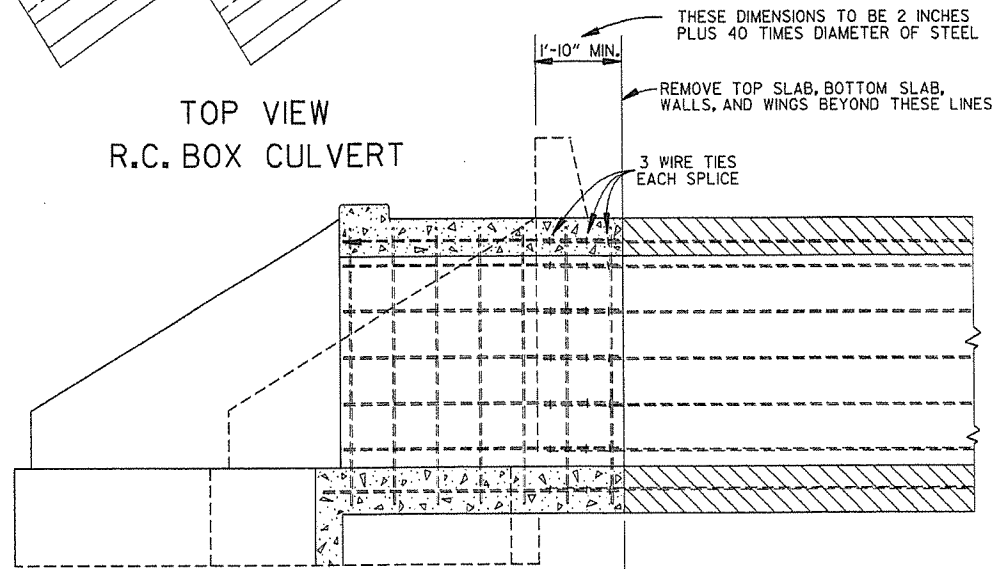 THESE DIMENSIONS TO BE 2 INCHES
PLUS 40 TIMES DIAMETER OF STEEL
1'-10" MIN.
REMOVE TOP SLAB, BOTTOM SLAB,
WALLS, AND WINGS BEYOND THESE LINES
TOP VIEW
R.C. BOX CULVERT
3 WIRE TIES
EACH SPLICE